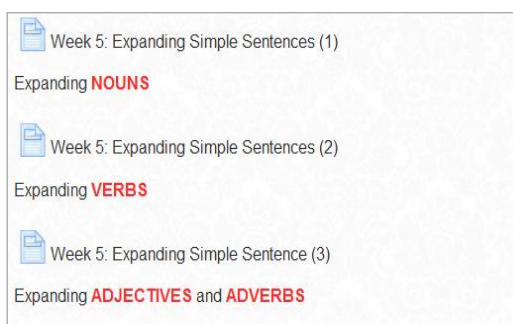 Week 5: Expanding Simple Sentences (1)
Expanding NOUNS
Week 5: Expanding Simple Sentences (2)
Expanding VERBS
Week 5: Expanding Simple Sentence (3)
Expanding ADJECTIVES and ADVERBS